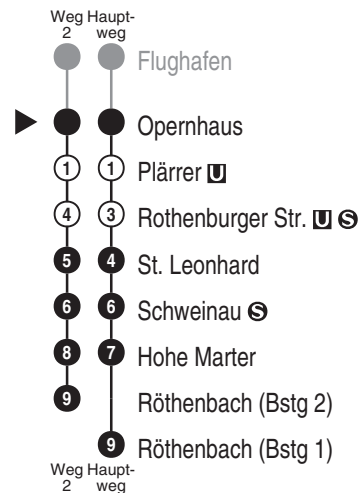 Weg Haupt-
2 weg
Flughafen
Opernhaus
1 1 Plärrer U
4 3 Rothenburger Str. U S
5 4 St. Leonhard
6 6 Schweinau S
8 7 Hohe Marter
9 Röthenbach (Bstg 2)
9 Röthenbach (Bstg 1)
Weg Haupt-
2 weg